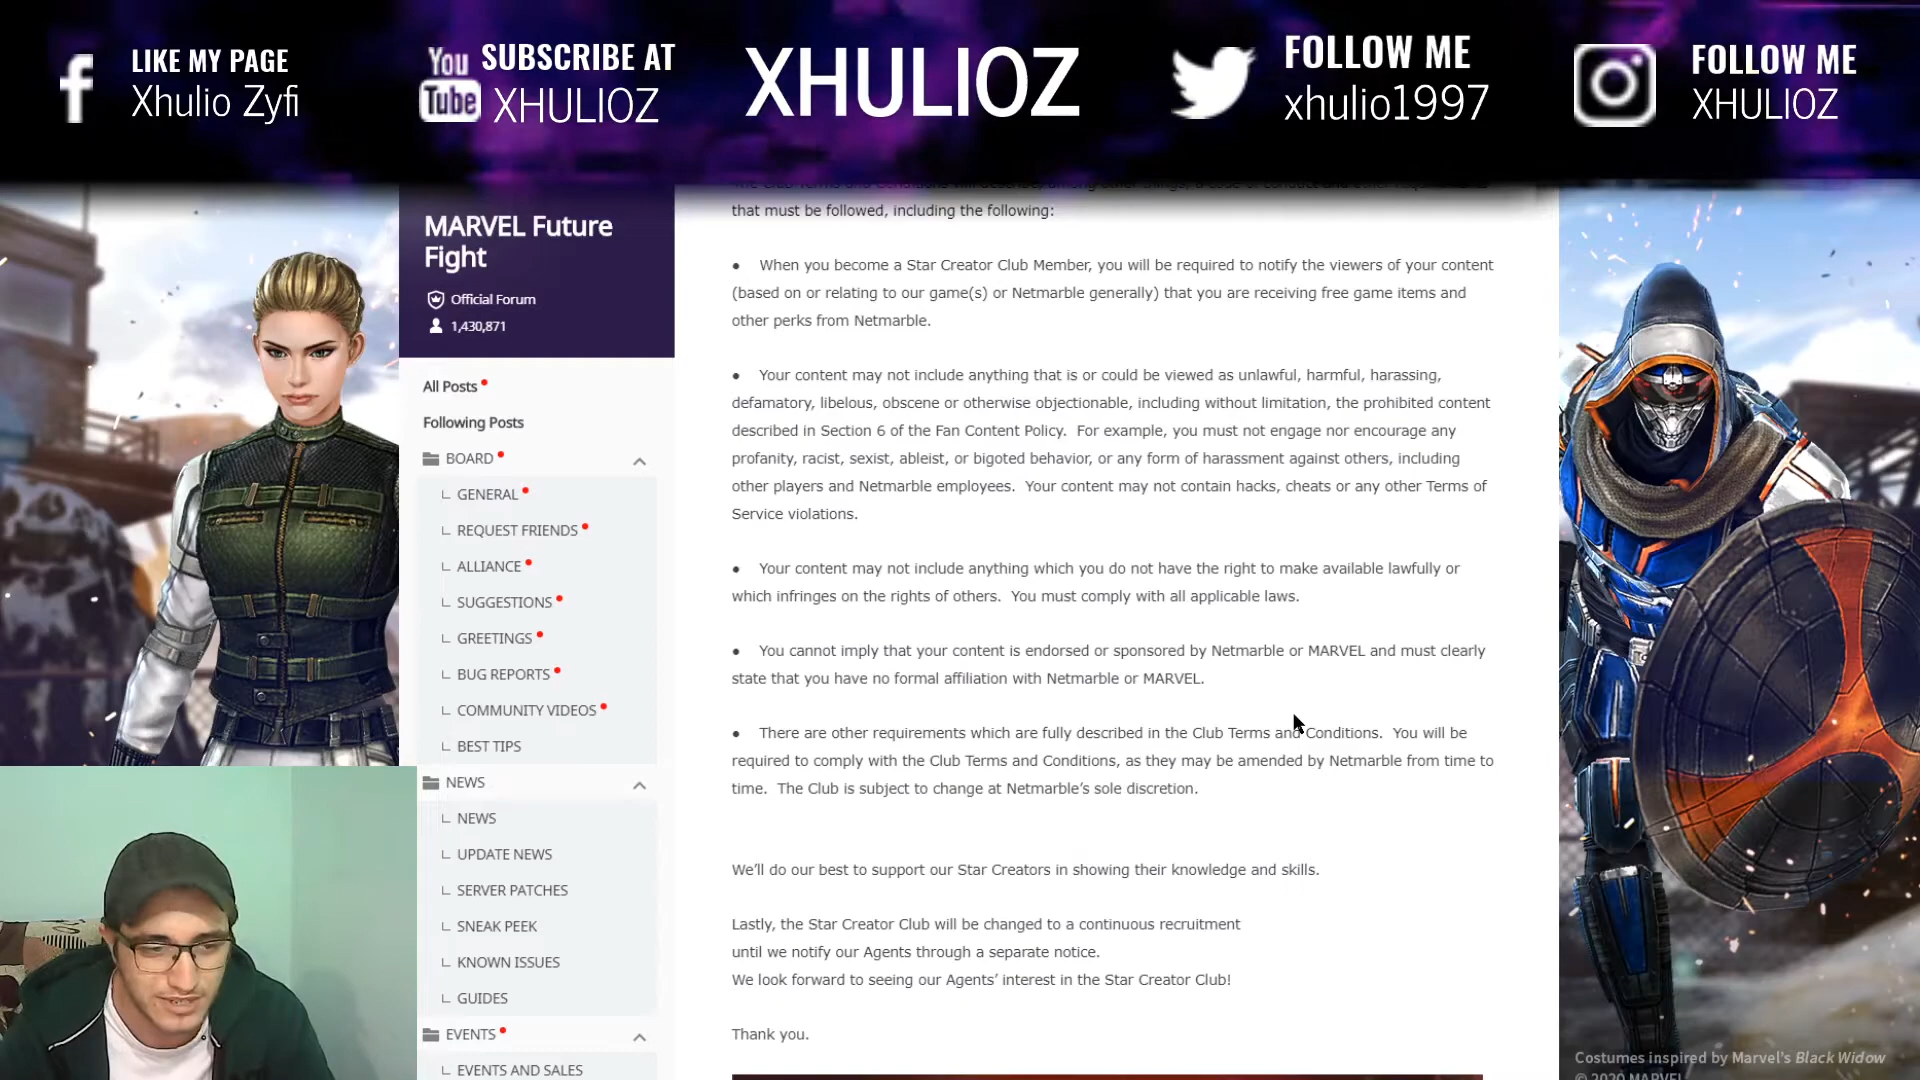 LIKE MY PAGE
Xhulio Zyfi
You
Tube
SUBSCRIBE AT
XHULIOZ
XHULIOZ
FOLLOW ME
xhulio1997
FOLLOW ME
XHULIOZ
MARVEL Future
Fight
Official Forum
1,430,871
All Posts
Following Posts
BOARD
GENERAL
REQUEST FRIENDS
ALLIANCE
SUGGESTIONS
GREETINGS
BUG REPORTS
COMMUNITY VIDEOS
BEST TIPS
NEWS
NEWS
UPDATE NEWS
SERVER PATCHES
SNEAK PEEK
KNOWN ISSUES
GUIDES
EVENTS
EVENTS AND SALES
that must be followed, including the following:
● When you become a Star Creator Club Member, you will be required to notify the viewers of your content
(based on or relating to our game(s) or Netmarble generally) that you are receiving free game items and
other perks from Netmarble.
● Your content may not include anything that is or could be viewed as unlawful, harmful, harassing,
defamatory, libelous, obscene or otherwise objectionable, including without limitation, the prohibited content
described in Section 6 of the Fan Content Policy. For example, you must not engage nor encourage any
profanity, racist, sexist, ableist, or bigoted behavior, or any form of harassment against others, including
other players and Netmarble employees. Your content may not contain hacks, cheats or any other Terms of
Service violations.
● Your content may not include anything which you do not have the right to make available lawfully or
which infringes on the rights of others. You must comply with all applicable laws.
● You cannot imply that your content is endorsed or sponsored by Netmarble or MARVEL and must clearly
state that you have no formal affiliation with Netmarble or MARVEL.
● There are other requirements which are fully described in the Club Terms and Conditions. You will be
required to comply with the Club Terms and Conditions, as they may be amended by Netmarble from time to
time. The Club is subject to change at Netmarble’s sole discretion.
We’ll do our best to support our Star Creators in showing their knowledge and skills.
Lastly, the Star Creator Club will be changed to a continuous recruitment
until we notify our Agents through a separate notice.
We look forward to seeing our Agents’ interest in the Star Creator Club!
Thank you.
Costumes inspired by Marvel's Black Widow
© 2020 MARVEL